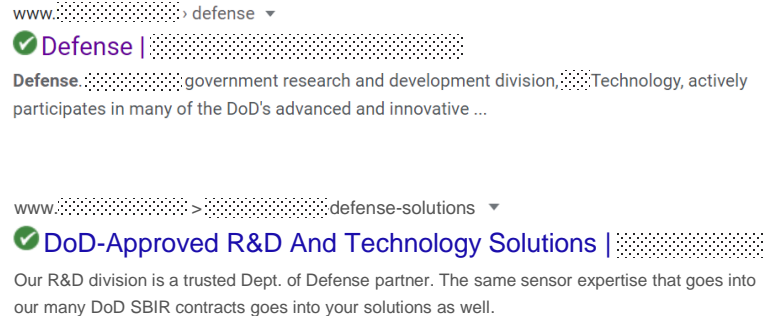 www. › defense
Defense |
Defense. government research and development division, Technology, actively
participates in many of the DoD's advanced and innovative ...
www. > defense-solutions
DoD-Approved R&D And Technology Solutions |
Our R&D division is a trusted Dept. of Defense partner. The same sensor expertise that goes into
our many DoD SBIR contracts goes into your solutions as well.